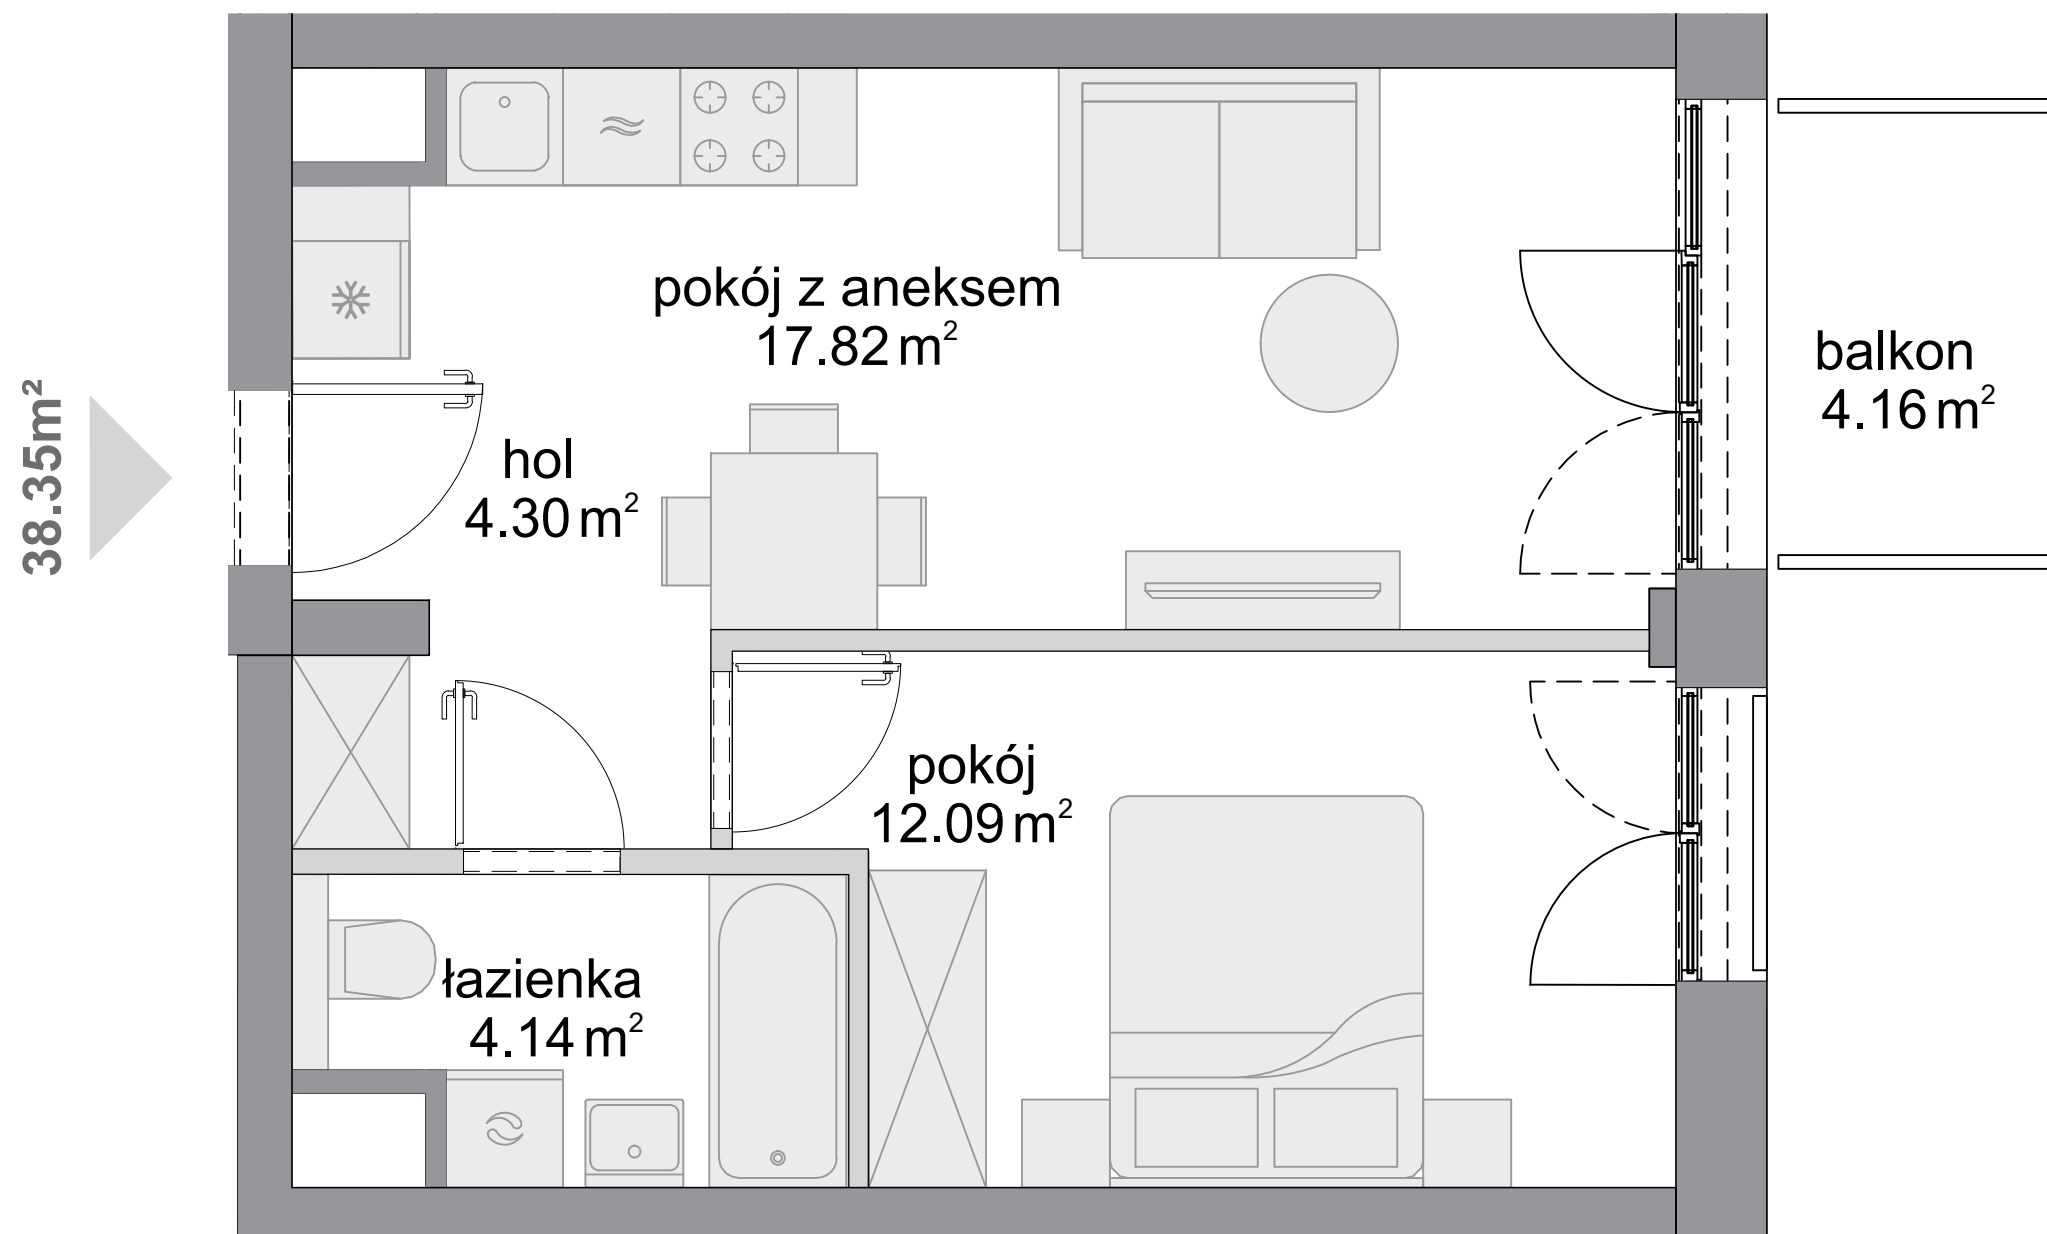 38.35m²
pokój z aneksem
17.82 m²
balkon
4.16 m²
hol
4.30 m²
pokój
12.09 m²
łazienka
4.14 m²